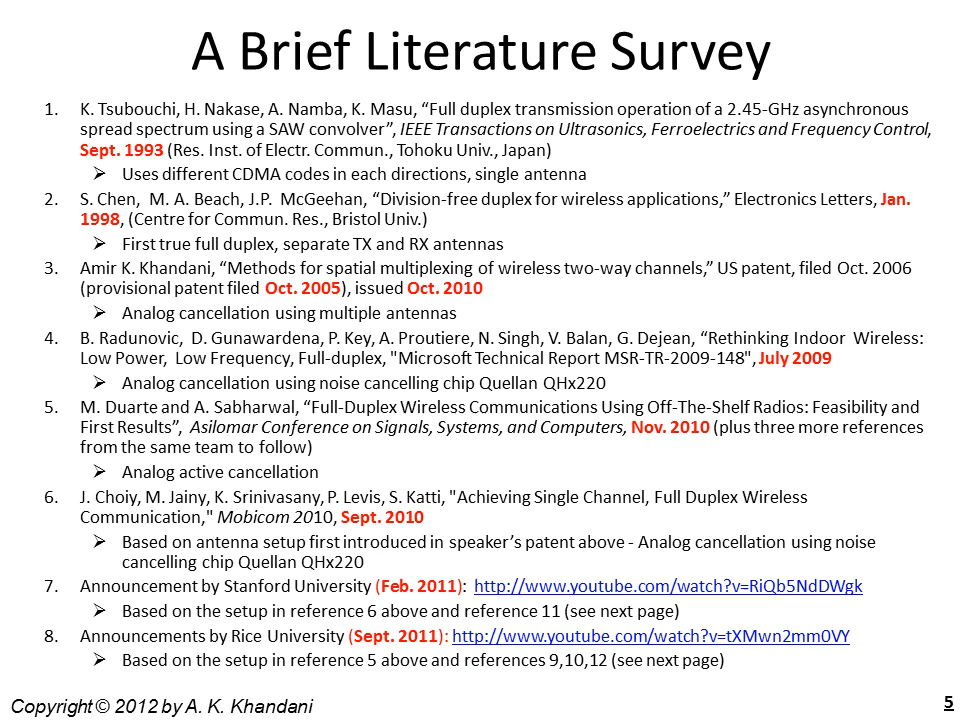 A Brief Literature Survey
1. K. Tsubouchi, H. Nakase, A. Namba, K. Masu, “Full duplex transmission operation of a 2.45-GHz asynchronous
spread spectrum using a SAW convolver”, IEEE Transactions on Ultrasonics, Ferroelectrics and Frequency Control,
Sept. 1993 (Res. Inst. of Electr. Commun., Tohoku Univ., Japan)
➢ Uses different CDMA codes in each directions, single antenna
2. S. Chen, M. A. Beach, J.P. McGeehan, “Division-free duplex for wireless applications,” Electronics Letters, Jan.
1998, (Centre for Commun. Res., Bristol Univ.)
➢ First true full duplex, separate TX and RX antennas
3. Amir K. Khandani, “Methods for spatial multiplexing of wireless two-way channels,” US patent, filed Oct. 2006
(provisional patent filed Oct. 2005), issued Oct. 2010
➢ Analog cancellation using multiple antennas
4. B. Radunovic, D. Gunawardena, P. Key, A. Proutiere, N. Singh, V. Balan, G. Dejean, “Rethinking Indoor Wireless:
Low Power, Low Frequency, Full-duplex, "Microsoft Technical Report MSR-TR-2009-148", July 2009
➢ Analog cancellation using noise cancelling chip Quellan QHx220
5. M. Duarte and A. Sabharwal, “Full-Duplex Wireless Communications Using Off-The-Shelf Radios: Feasibility and
First Results”, Asilomar Conference on Signals, Systems, and Computers, Nov. 2010 (plus three more references
from the same team to follow)
➢ Analog active cancellation
6. J. Choiy, M. Jainy, K. Srinivasany, P. Levis, S. Katti, "Achieving Single Channel, Full Duplex Wireless
Communication," Mobicom 2010, Sept. 2010
➢ Based on antenna setup first introduced in speaker’s patent above - Analog cancellation using noise
cancelling chip Quellan QHx220
7. Announcement by Stanford University (Feb. 2011): http://www.youtube.com/watch?v=RiQb5NdDWgk
➢ Based on the setup in reference 6 above and reference 11 (see next page)
8. Announcements by Rice University (Sept. 2011): http://www.youtube.com/watch?v=tXMwn2mm0VY
➢ Based on the setup in reference 5 above and references 9,10,12 (see next page)
Copyright © 2012 by A. K. Khandani
5